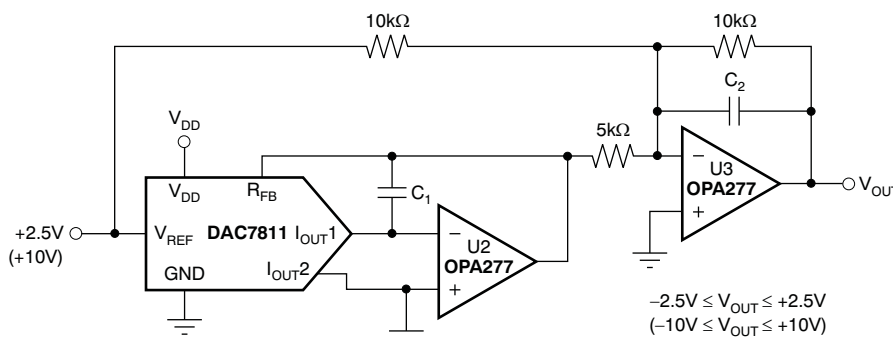 10kΩ
10kΩ
C2
VDD
5kΩ
U3
OPA277
VOUT
VDD
RFB
C1
+2.5V
(+10V)
VREF
DAC7811
IOUT1
U2
OPA277
GND
IOUT2
−
+
−
+
−2.5V ≤ VOUT ≤ +2.5V
(−10V ≤ VOUT ≤ +10V)